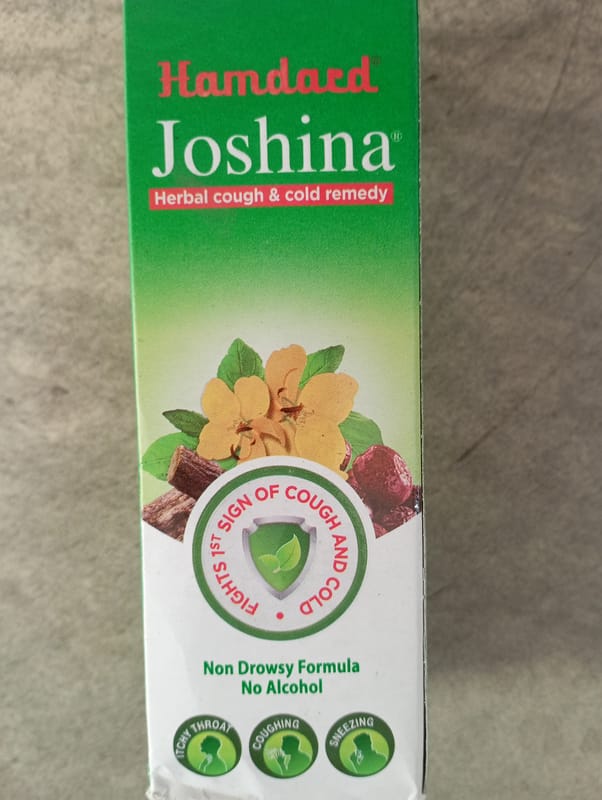 Hamdard
Joshina®
Herbal cough & cold remedy
FIGHTS 1ST SIGN OF COUGH AND COLD
Non Drowsy Formula
No Alcohol
ITCHY THROAT
COUGHING
SNEEZING